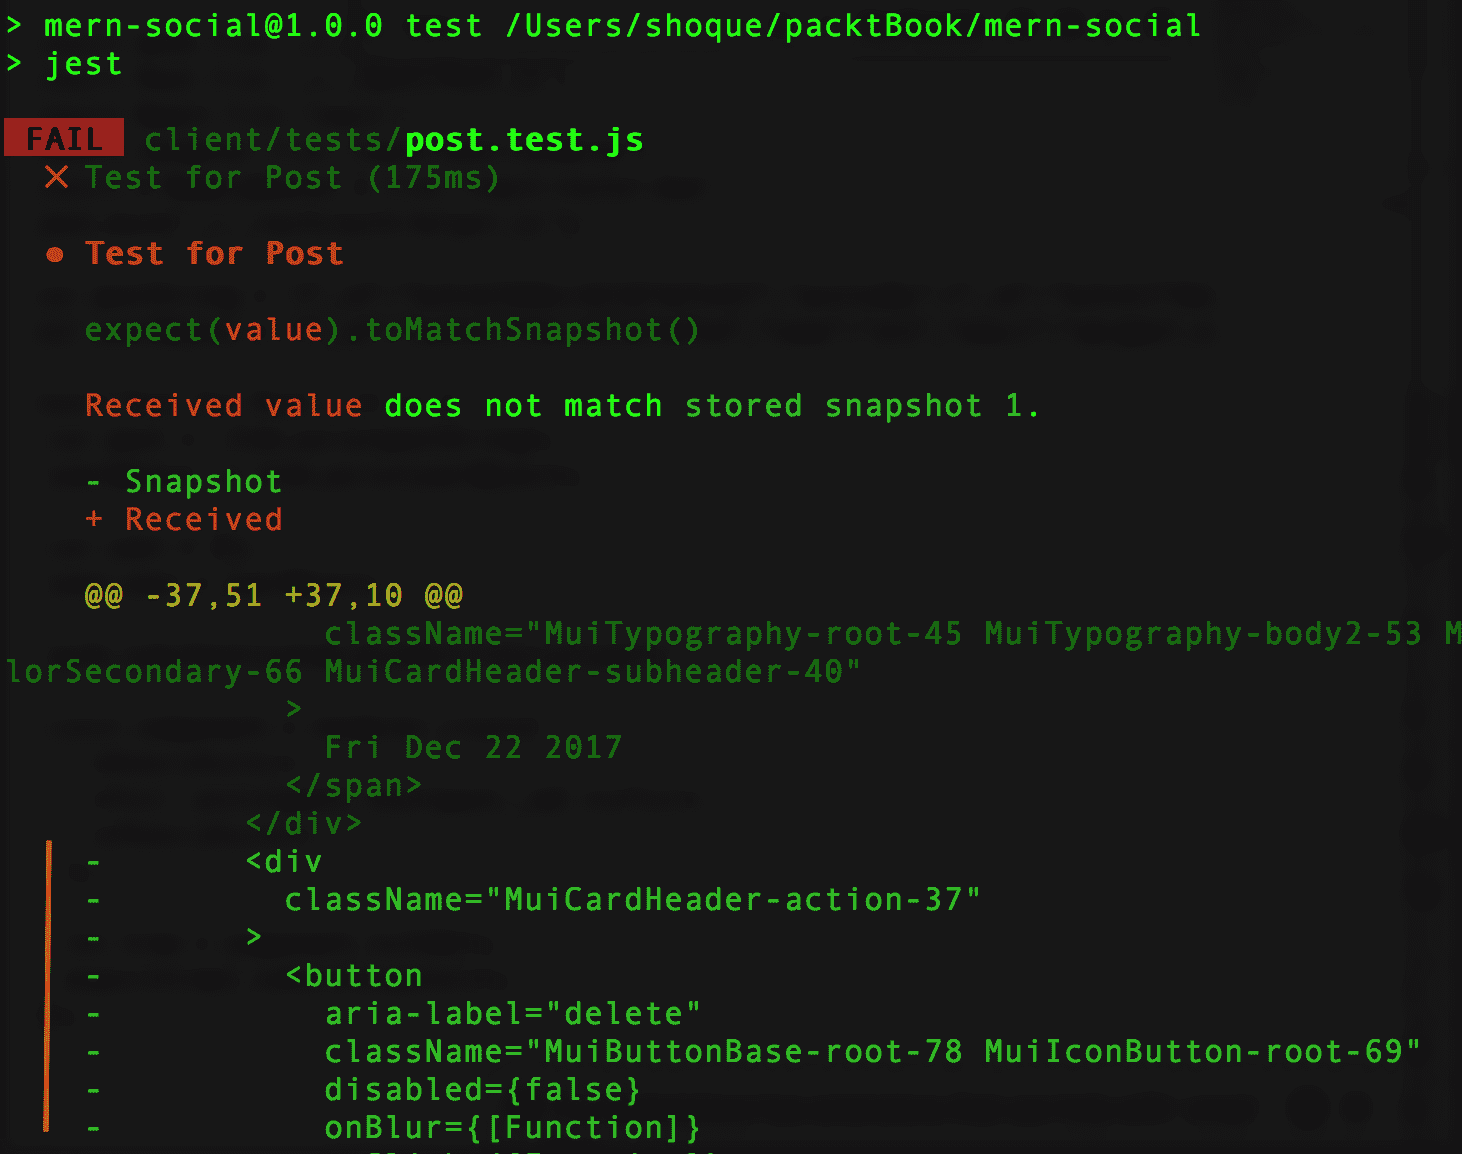 > mern-social@1.0.0 test /Users/shoque/packtBook/mern-social
> jest
FAIL client/tests/post.test.js
✕ Test for Post (175ms)
● Test for Post
expect(value).toMatchSnapshot()
Received value does not match stored snapshot 1.
- Snapshot
+ Received
@@ -37,51 +37,10 @@
className="MuiTypography-root-45 MuiTypography-body2-53 M
lorSecondary-66 MuiCardHeader-subheader-40"
>
Fri Dec 22 2017
</span>
</div>
- <div
- className="MuiCardHeader-action-37"
- >
- <button
- aria-label="delete"
- className="MuiButtonBase-root-78 MuiIconButton-root-69"
- disabled={false}
- onBlur={[Function]}